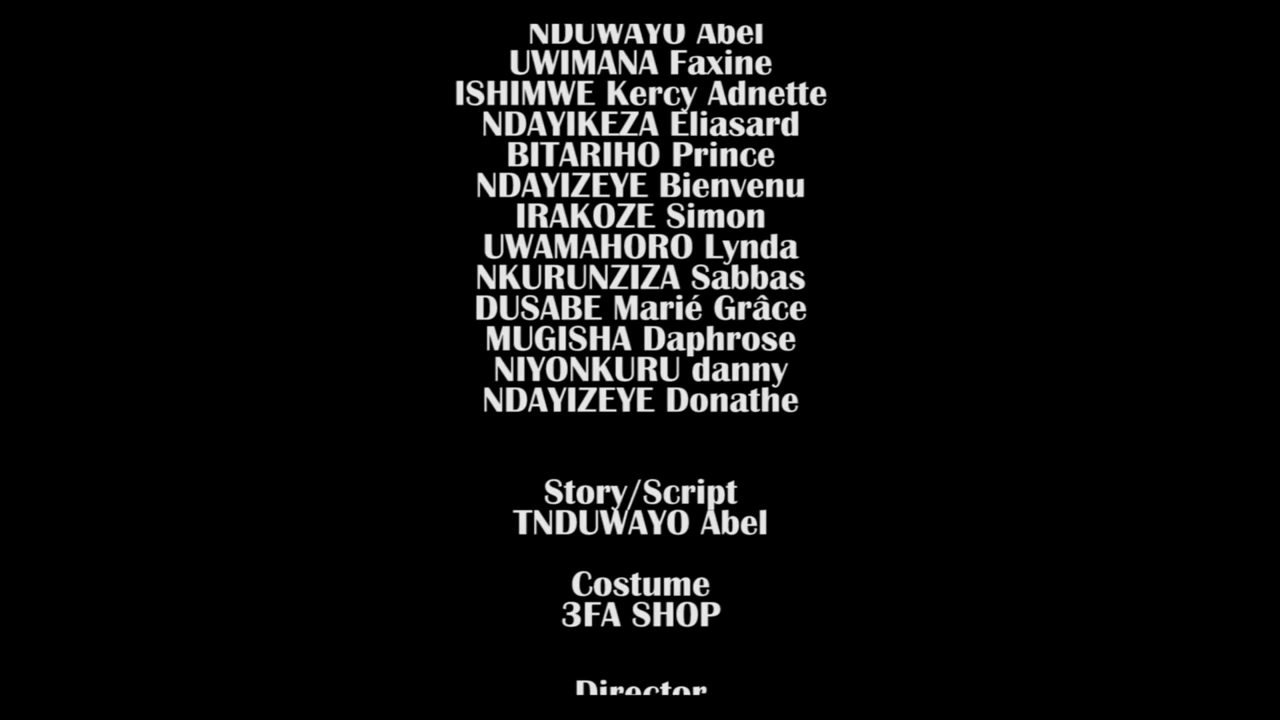 NDUWAYO Abel
UWIMANA Faxine
ISHIMWE Kercy Adnette
NDAYIKEZA Eliasard
BITARIHO Prince
NDAYIZEYE Bienvenu
IRAKOZE Simon
UWAMAHORO Lynda
NKURUNZIZA Sabbas
DUSABE Marié Grâce
MUGISHA Daphrose
NIYONKURU danny
NDAYIZEYE Donathe
Story/Script
TNDUWAYO Abel
Costume
3FA SHOP
Director